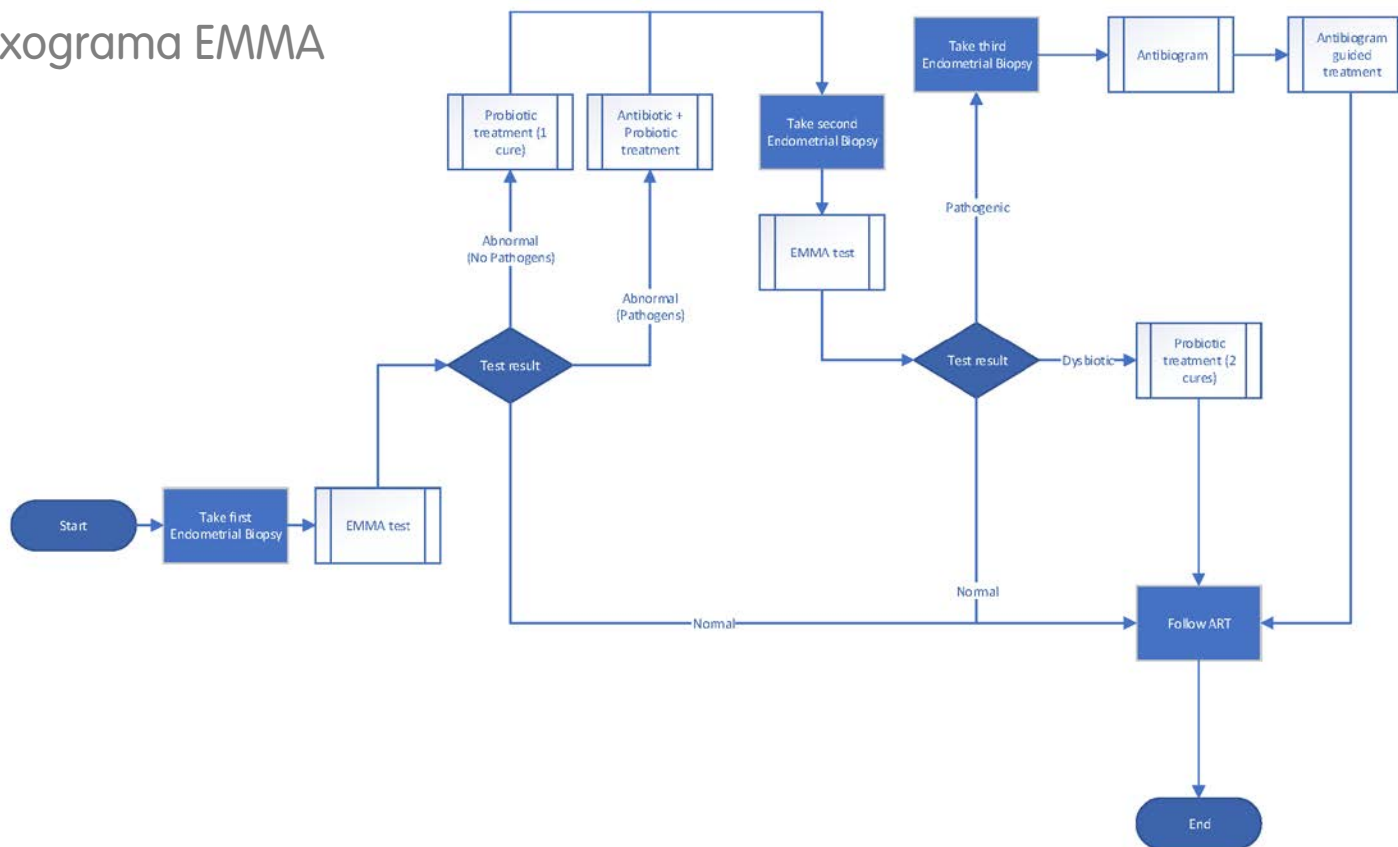 xograma EMMA
Probiotic
treatment (1
cure)
Antibiotic +
Probiotic
treatment
Take second
Endometrial Biopsy
Take third
Endometrial Biopsy
Antibiogram
Antibiogram
guided
treatment
Abnormal
(No Pathogens)
Abnormal
(Pathogens)
EMMA test
Pathogenic
Test result
Test result
Dysbiotic
Probiotic
treatment (2
cures)
Start
Take first
Endometrial Biopsy
EMMA test
Normal
Normal
Follow ART
End